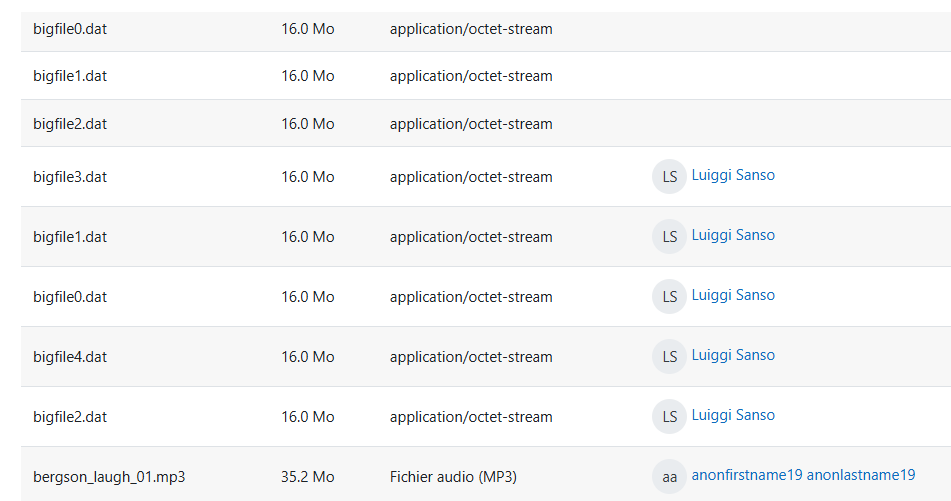 bigfile0.dat 16.0 Mo application/octet-stream
bigfile1.dat 16.0 Mo application/octet-stream
bigfile2.dat 16.0 Mo application/octet-stream
bigfile3.dat 16.0 Mo application/octet-stream LS Luiggi Sanso
bigfile1.dat 16.0 Mo application/octet-stream LS Luiggi Sanso
bigfile0.dat 16.0 Mo application/octet-stream LS Luiggi Sanso
bigfile4.dat 16.0 Mo application/octet-stream LS Luiggi Sanso
bigfile2.dat 16.0 Mo application/octet-stream LS Luiggi Sanso
bergson_laugh_01.mp3 35.2 Mo Fichier audio (MP3) aa anonfirstname19 anonlastname19